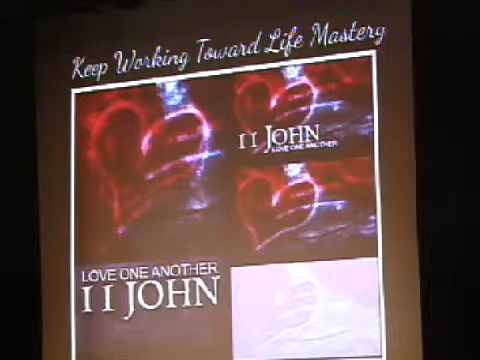 Keep Working Toward Life Mastery
I I JOHN
LOVE ONE ANOTHER
LOVE ONE ANOTHER
I I JOHN